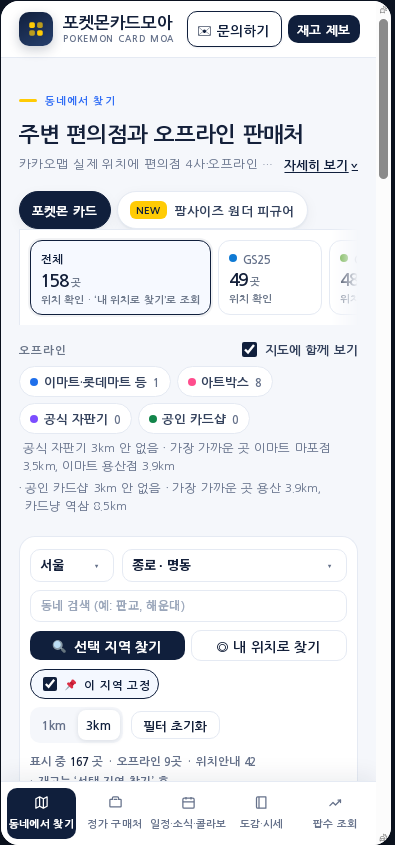 포켓몬카드모아
POKEMON CARD MOA
✉️ 문의하기
재고 제보
동네에서 찾기
주변 편의점과 오프라인 판매처
카카오맵 실제 위치에 편의점 4사·오프라인 …
자세히 보기
포켓몬 카드
NEW 팝사이즈 원더 피규어
전체
158곳
위치 확인 · '내 위치로 찾기'로 조회
GS25
49곳
위치 확인
48
오프라인
지도에 함께 보기
이마트·롯데마트 등 1
아트박스 8
공식 자판기 0
공인 카드샵 0
공식 자판기 3km 안 없음 · 가장 가까운 곳 이마트 마포점
3.5km, 이마트 용산점 3.9km
· 공인 카드샵 3km 안 없음 · 가장 가까운 곳 용산 3.9km,
카드냥 역삼 8.5km
서울
종로 · 명동
동네 검색 (예: 판교, 해운대)
🔍 선택 지역 찾기
◎ 내 위치로 찾기
📌 이 지역 고정
1km
3km
필터 초기화
표시 중 167 곳 · 오프라인 9곳 · 위치안내 42
· 재고는 '선택 지역 찾기' 후
동네에서 찾기
정가 구매처
일정·소식·콜라보
도감·시세
팝수 조회